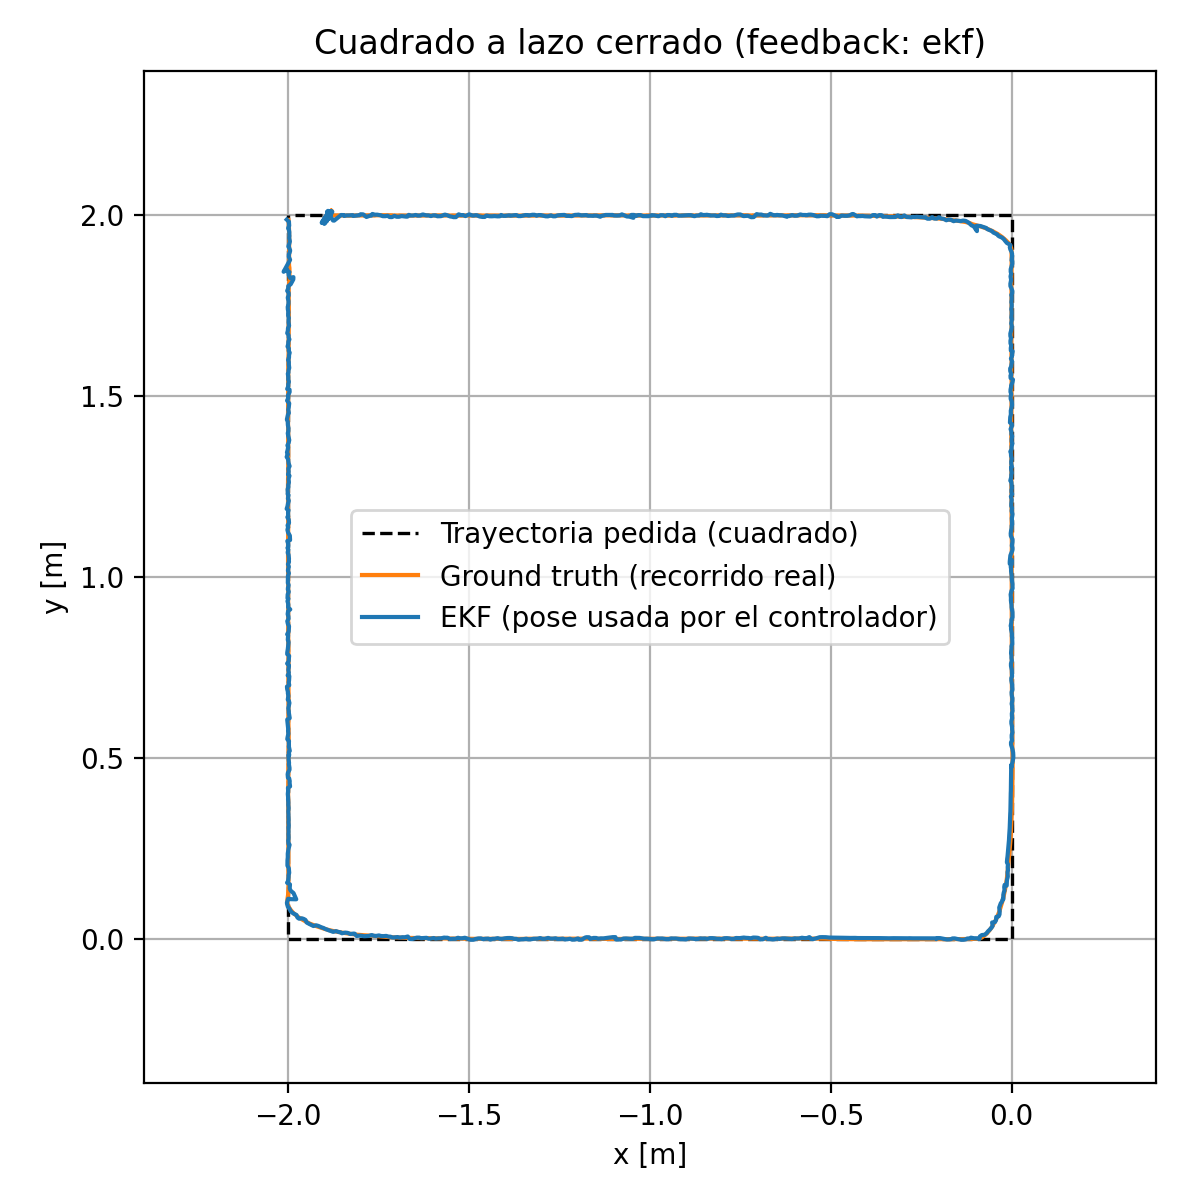 Cuadrado a lazo cerrado (feedback: ekf)
2.0
1.5
1.0
0.5
0.0
y [m]
Trayectoria pedida (cuadrado)
Ground truth (recorrido real)
EKF (pose usada por el controlador)
−2.0 −1.5 −1.0 −0.5 0.0
x [m]